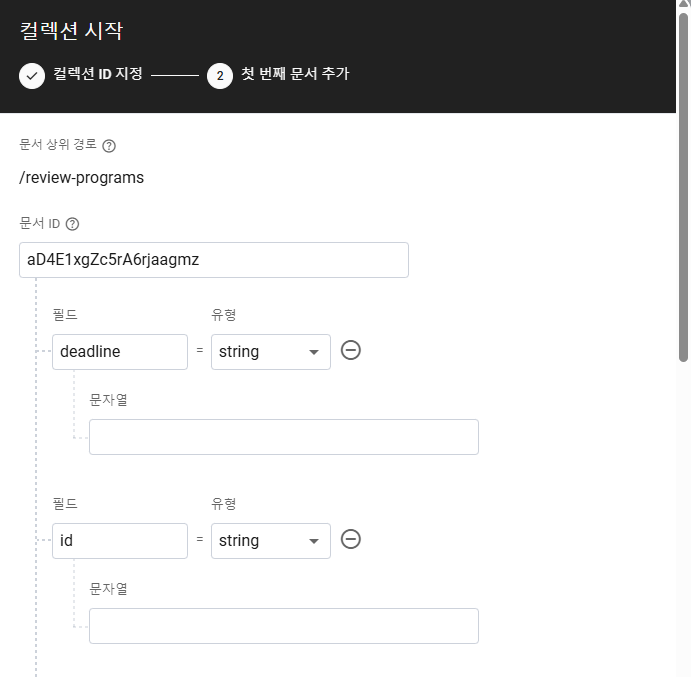 컬렉션 시작
컬렉션 ID 지정 2 첫 번째 문서 추가
문서 상위 경로 ?
/review-programs
문서 ID ?
aD4E1xgZc5rA6rjaagmz
필드 유형
deadline = string
문자열
필드 유형
id = string
문자열